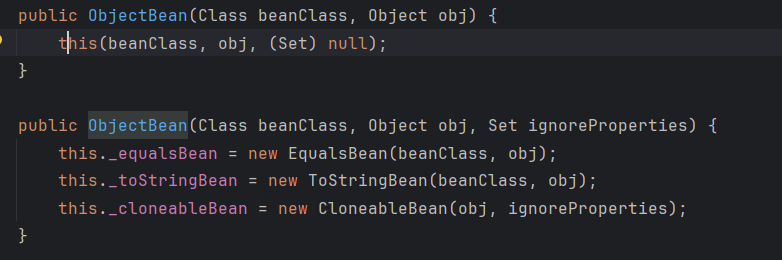 public ObjectBean(Class beanClass, Object obj) {
this(beanClass, obj, (Set) null);
}
public ObjectBean(Class beanClass, Object obj, Set ignoreProperties) {
this._equalsBean = new EqualsBean(beanClass, obj);
this._toStringBean = new ToStringBean(beanClass, obj);
this._cloneableBean = new CloneableBean(obj, ignoreProperties);
}